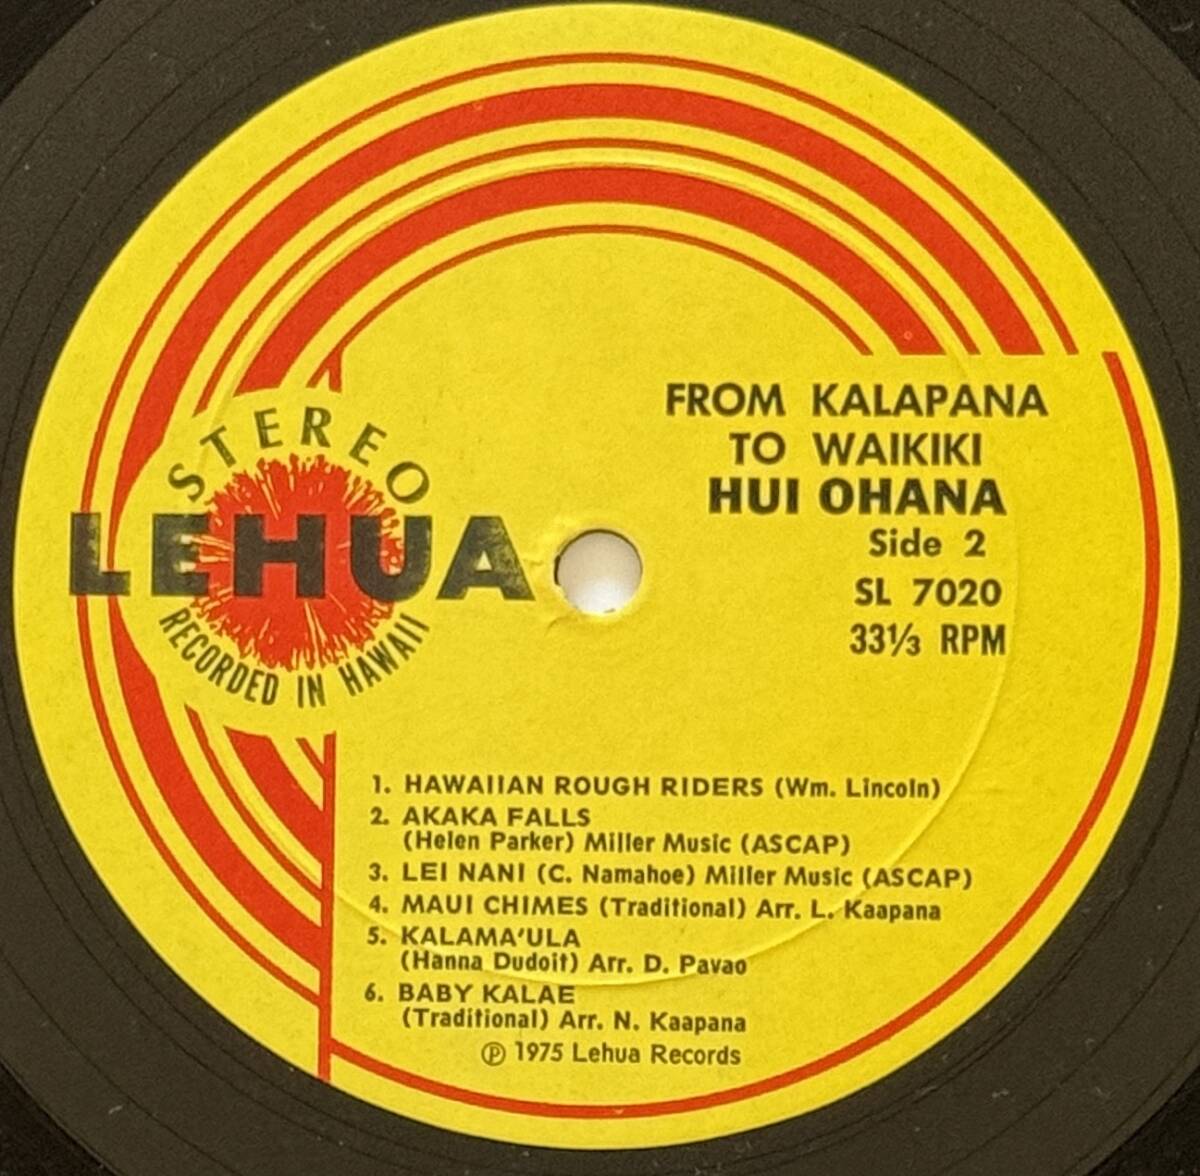 STEREO
LEHUA
RECORDED IN HAWAII
FROM KALAPANA
TO WAIKIKI
HUI OHANA
Side 2
SL 7020
33⅓ RPM
1. HAWAIIAN ROUGH RIDERS (Wm. Lincoln)
2. AKAKA FALLS
(Helen Parker) Miller Music (ASCAP)
3. LEI NANI (C. Namahoe) Miller Music (ASCAP)
4. MAUI CHIMES (Traditional) Arr. L. Kaapana
5. KALAMA'ULA
(Hanna Dudoit) Arr. D. Pavao
6. BABY KALAE
(Traditional) Arr. N. Kaapana
℗ 1975 Lehua Records